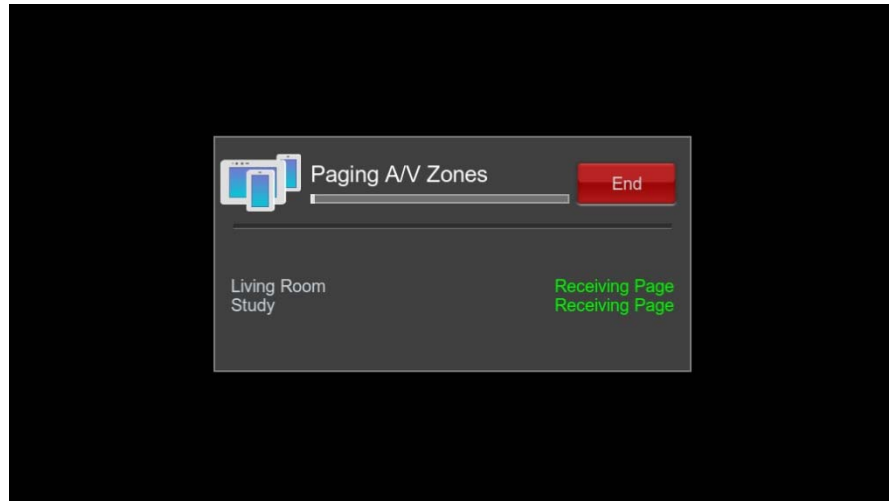 Paging A/V Zones
End
Living Room Receiving Page
Study Receiving Page